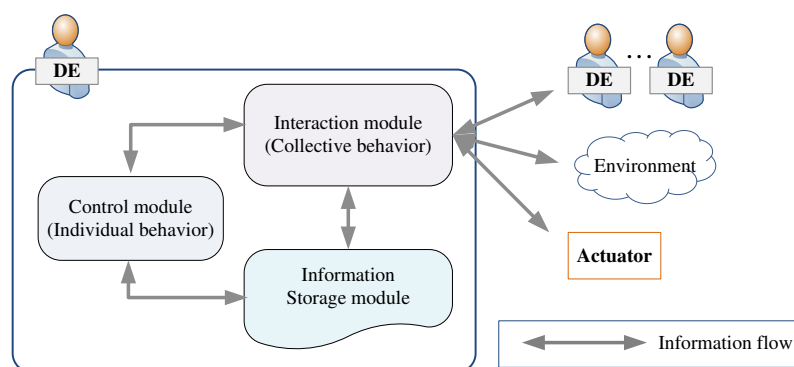 DE
DE
...
DE
Interaction module
(Collective behavior)
Environment
Control module
(Individual behavior)
Actuator
Information
Storage module
Information flow